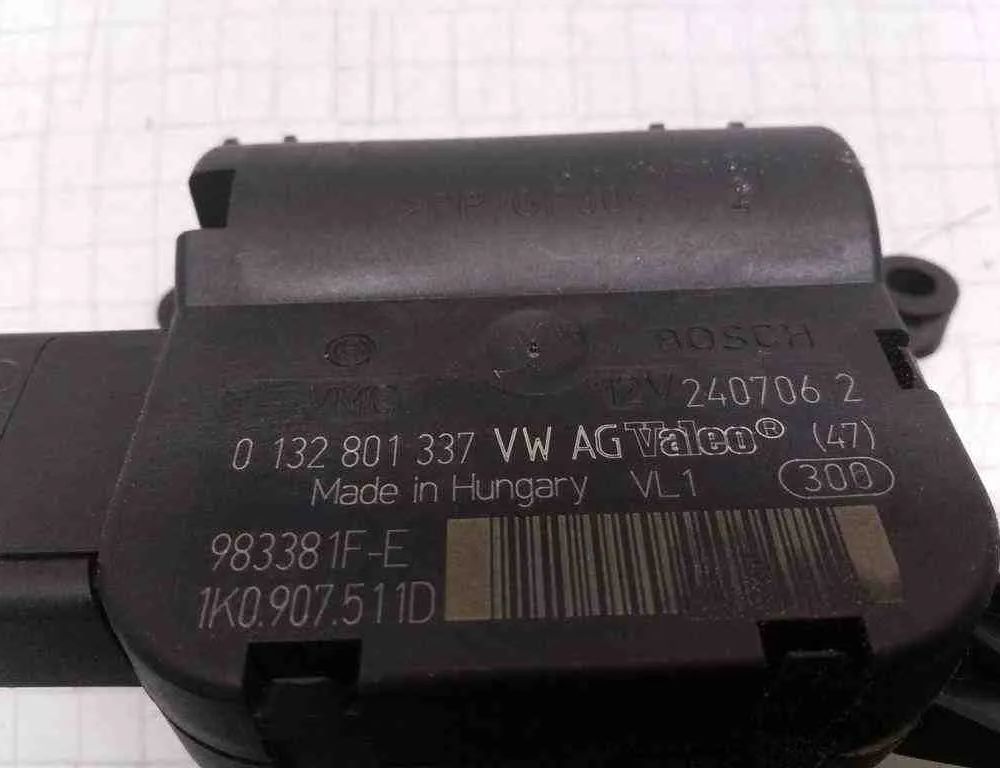 BOSCH
12V 240706 2
0 132 801 337 VW AG Valeo® (47)
Made in Hungary VL1 300
983381F-E
1K0.907.511D